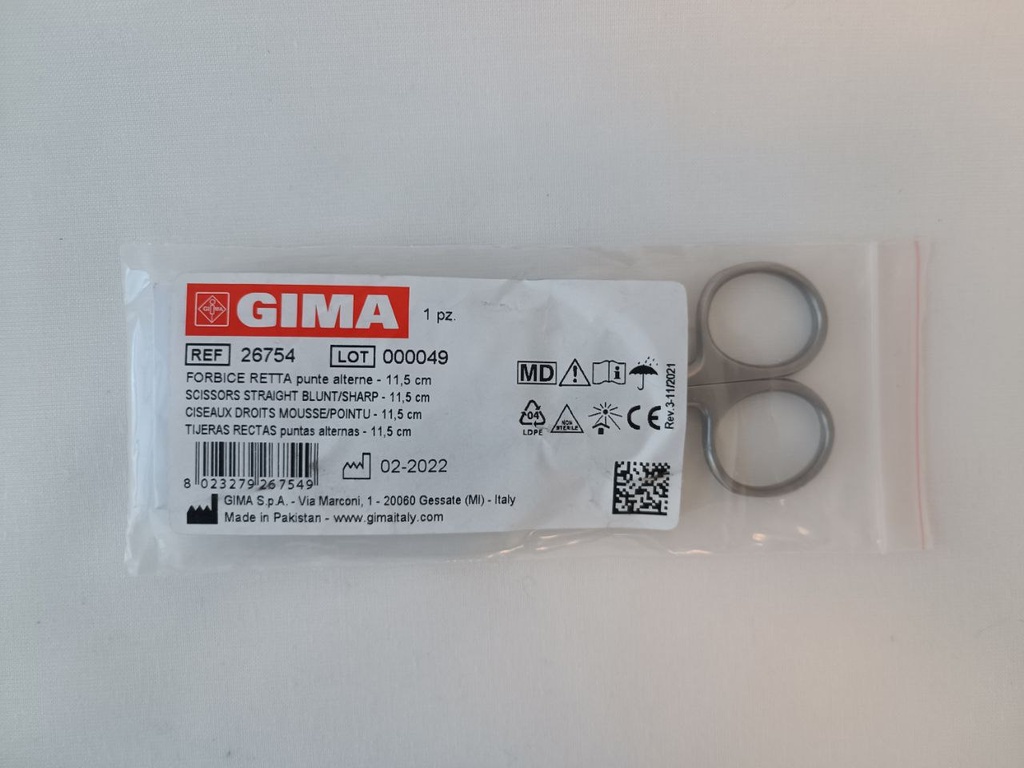 GIMA GIMA 1 pz.
REF 26754 LOT 000049
FORBICE RETTA punte alterne - 11,5 cm
SCISSORS STRAIGHT BLUNT/SHARP - 11,5 cm
CISEAUX DROITS MOUSSE/POINTU - 11,5 cm
TIJERAS RECTAS puntas alternas - 11,5 cm
8 023279 267549
02-2022
GIMA S.p.A. - Via Marconi, 1 - 20060 Gessate (MI) - Italy
Made in Pakistan - www.gimaitaly.com
MD
04
LDPE
NON
STERILE
CE
Rev.3-11/2021